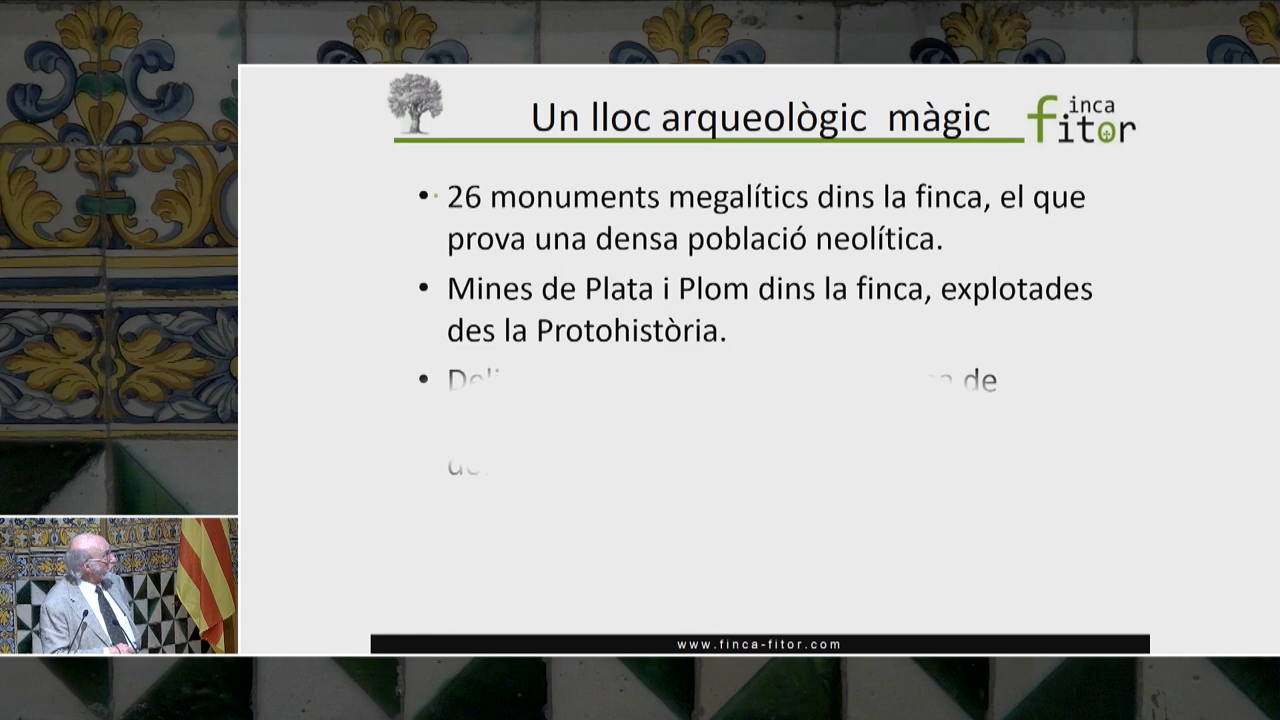 Un lloc arqueològic màgic
finca
fitor
• 26 monuments megalítics dins la finca, el que
prova una densa població neolítica.
• Mines de Plata i Plom dins la finca, explotades
des la Protohistòria.
• de
www.finca-fitor.com